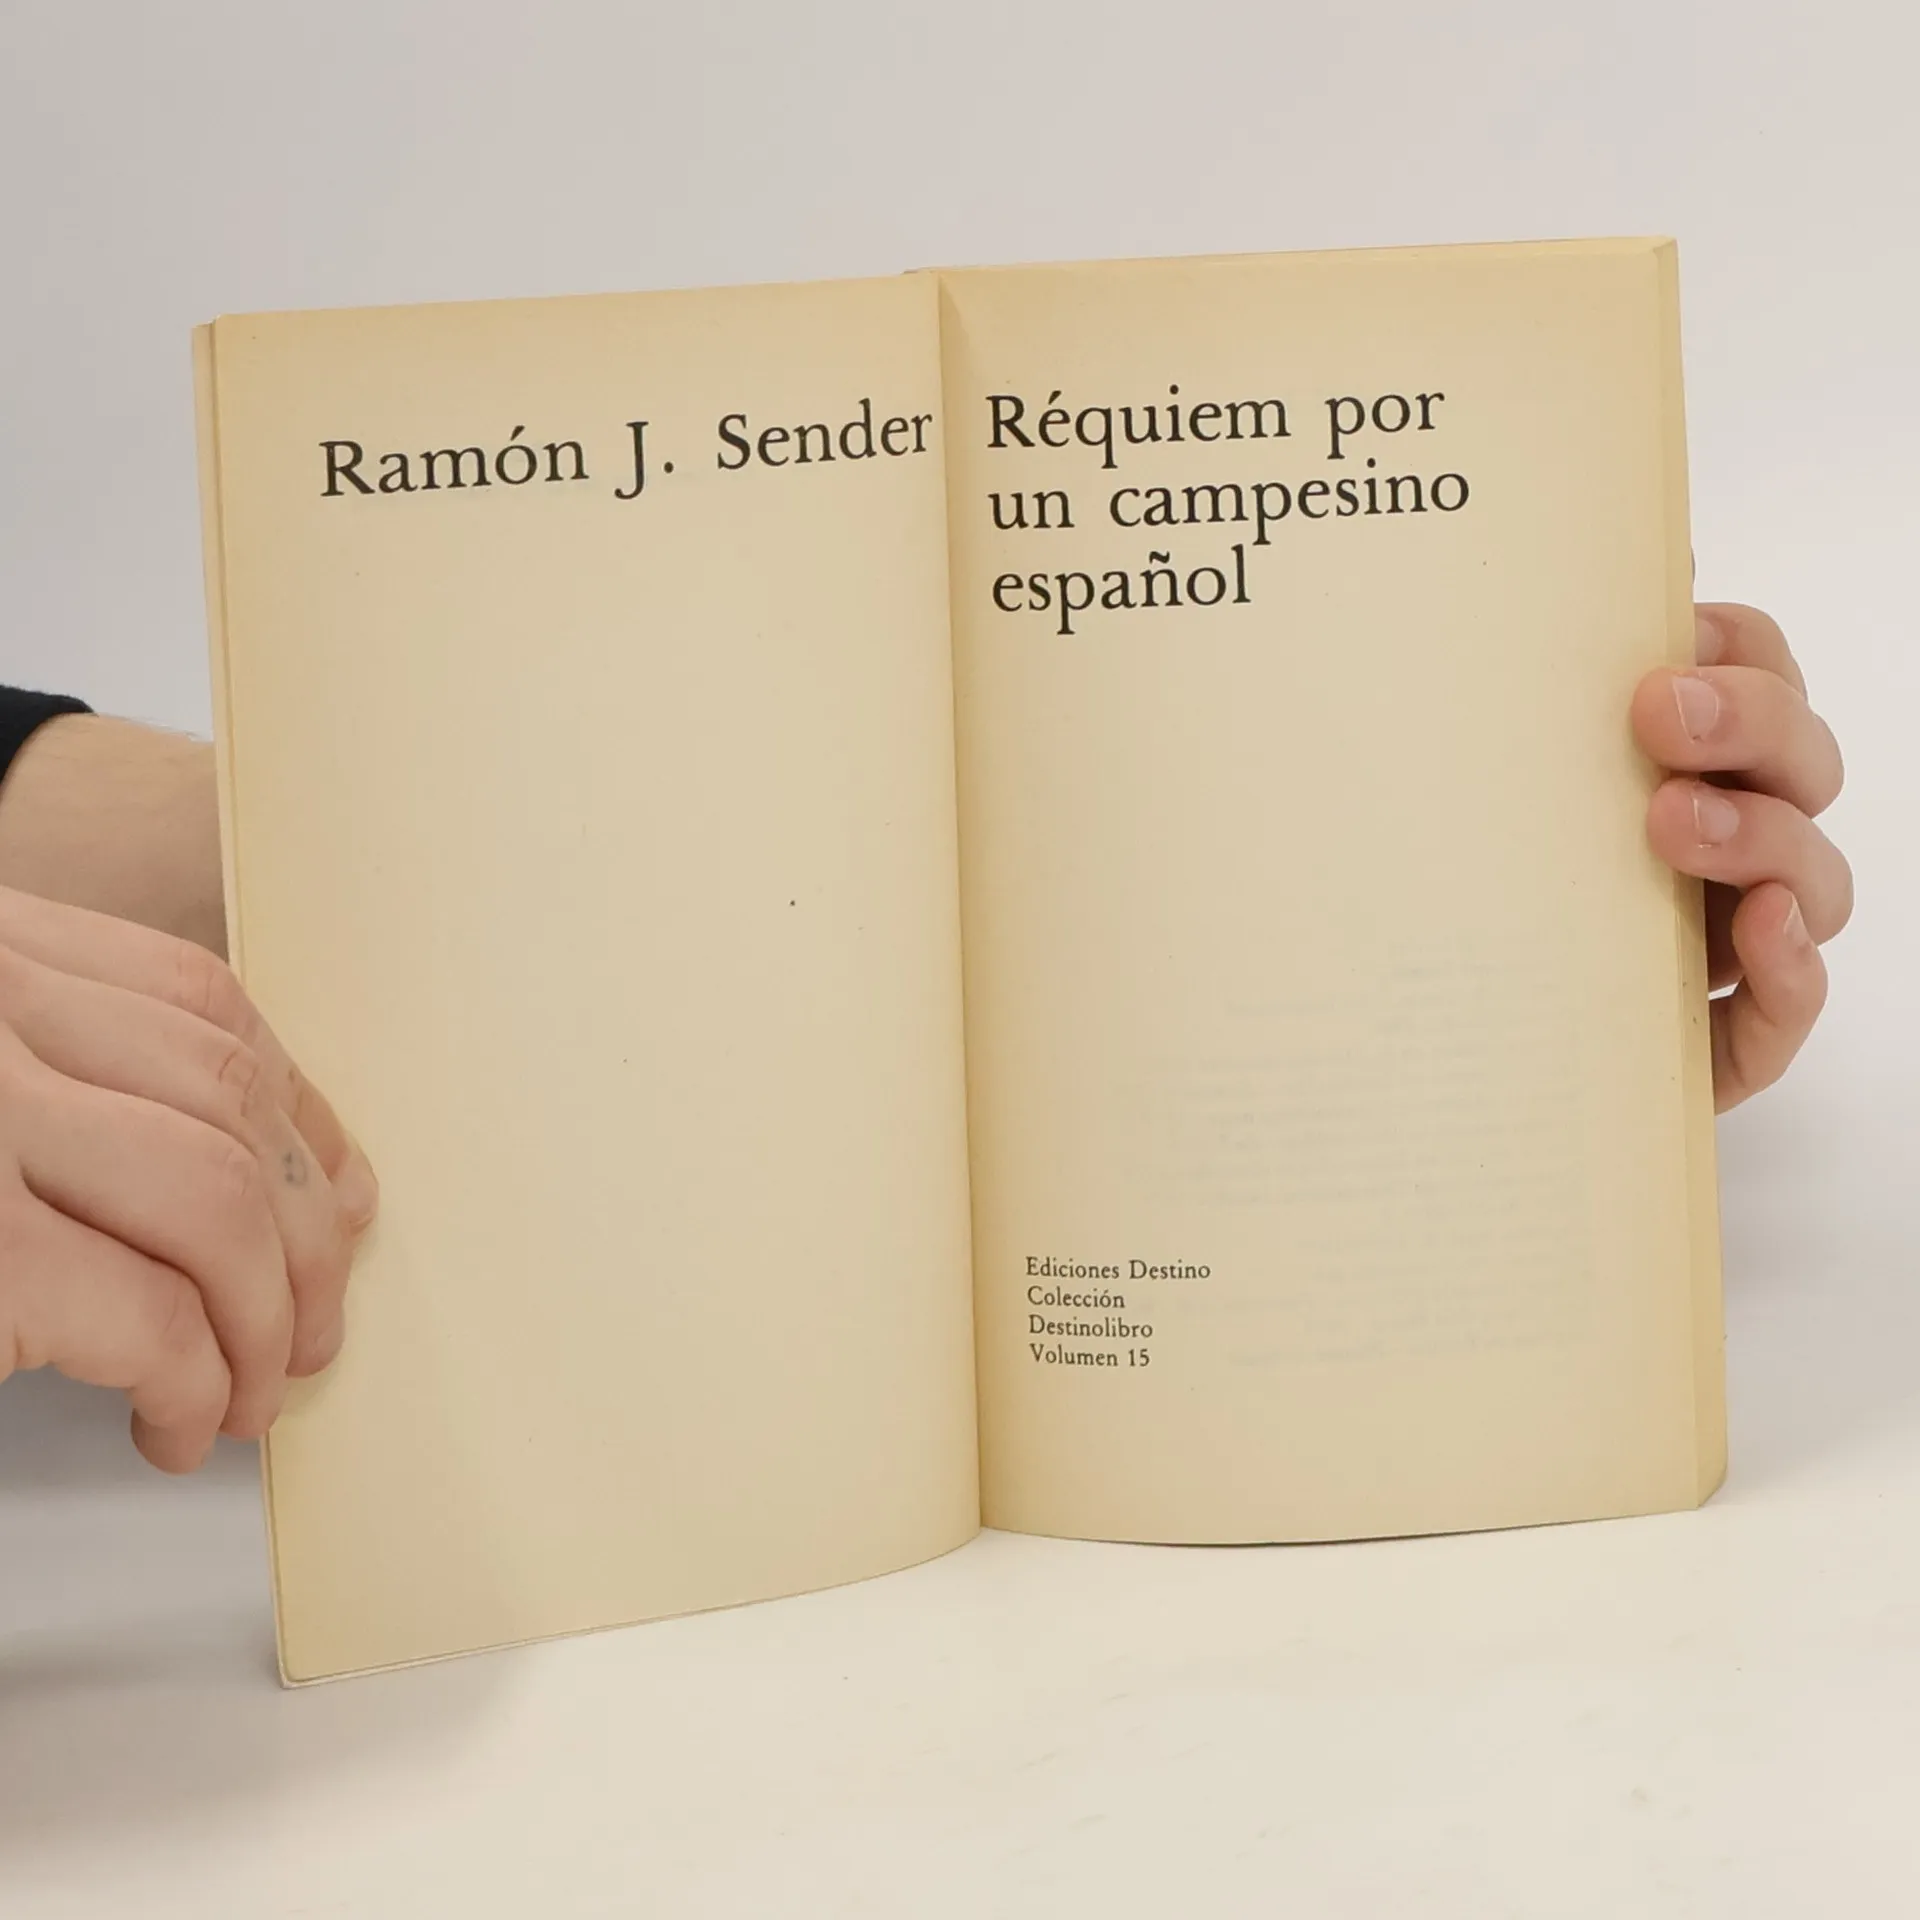 Ramón J. Sender
Réquiem por
un campesino
español
Ediciones Destino
Colección
Destinolibro
Volumen 15